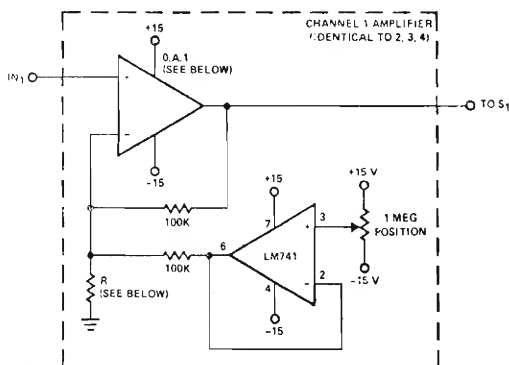 CHANNEL 1 AMPLIFIER
(IDENTICAL TO 2, 3, 4)
+15
O.A.1
(SEE BELOW)
IN1
+
−
TO S1
-15
100K
+15
+15 V
7
3
+
1 MEG
POSITION
100K
6
LM741
2
−
4
R
(SEE BELOW)
-15
-15 V